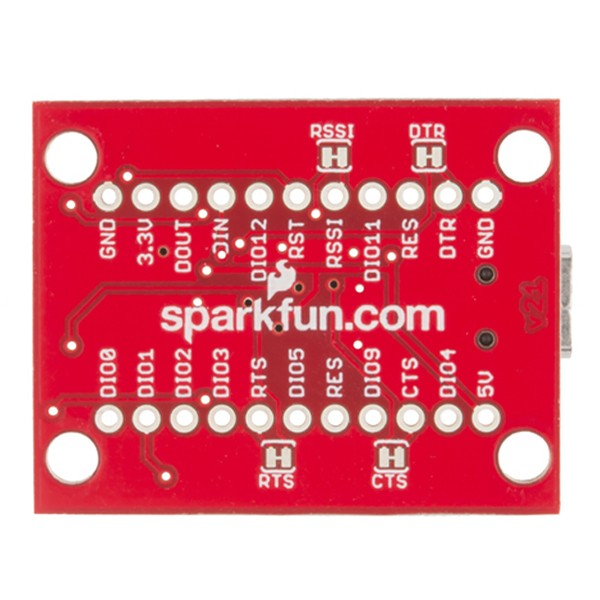 RSSI DTR
GND 3.3V DOUT DIN DIO12 RST RSSI DIO11 RES DTR GND
sparkfun.com
v24
DIO0 DIO1 DIO2 DIO3 RTS DIO5 RES DIO9 CTS DIO4 5V
RTS CTS